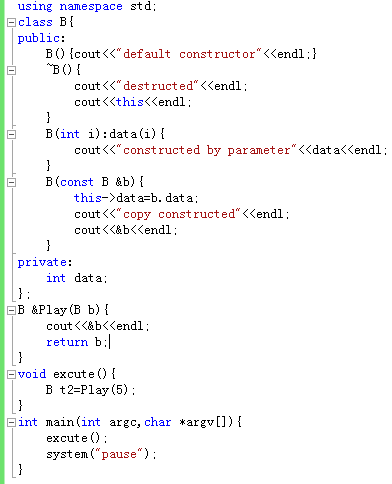 using namespace std;
class B{
public:
    B(){cout<<"default constructor"<<endl;}
    ~B(){
        cout<<"destructed"<<endl;
        cout<<this<<endl;
    }
    B(int i):data(i){
        cout<<"constructed by parameter"<<data<<endl;
    }
    B(const B &b){
        this->data=b.data;
        cout<<"copy constructed"<<endl;
        cout<<&b<<endl;
    }
private:
    int data;
};
B &Play(B b){
    cout<<&b<<endl;
    return b;
}
void excute(){
    B t2=Play(5);
}
int main(int argc,char *argv[]){
    excute();
    system("pause");
}